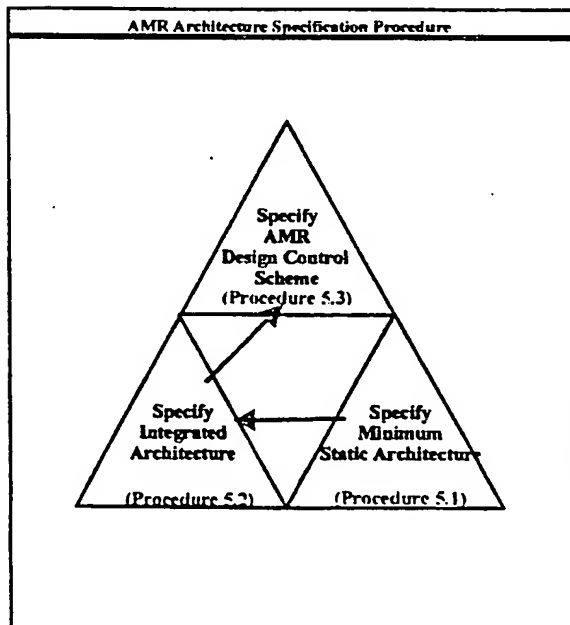 AMR Architecture Specification Procedure
Specify
AMR
Design Control
Scheme
(Procedure 5.3)
Specify
Integrated
Architecture
(Procedure 5.2)
Specify
Minimum
Static Architecture
(Procedure 5.1)